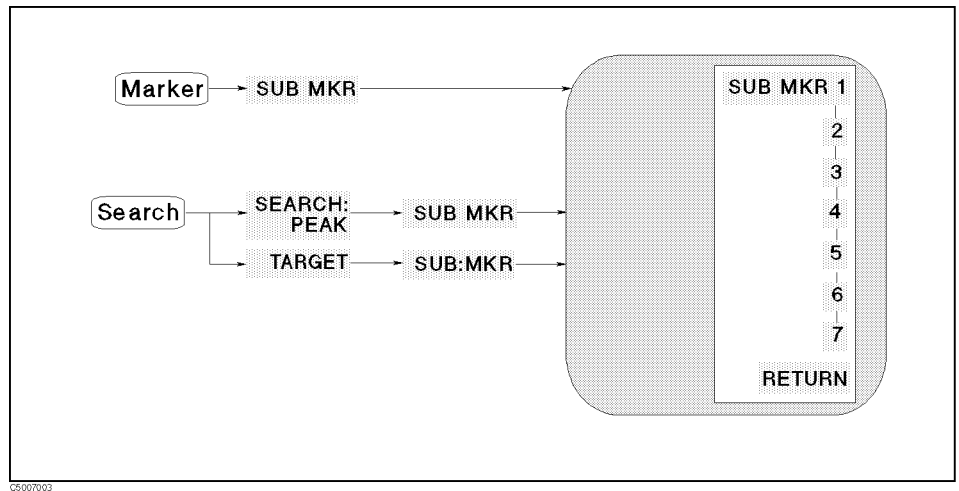 Marker
SUB MKR
SUB MKR 1
2
3
4
5
6
7
RETURN
Search
SEARCH:
PEAK
SUB MKR
TARGET
SUB:MKR
C5007003